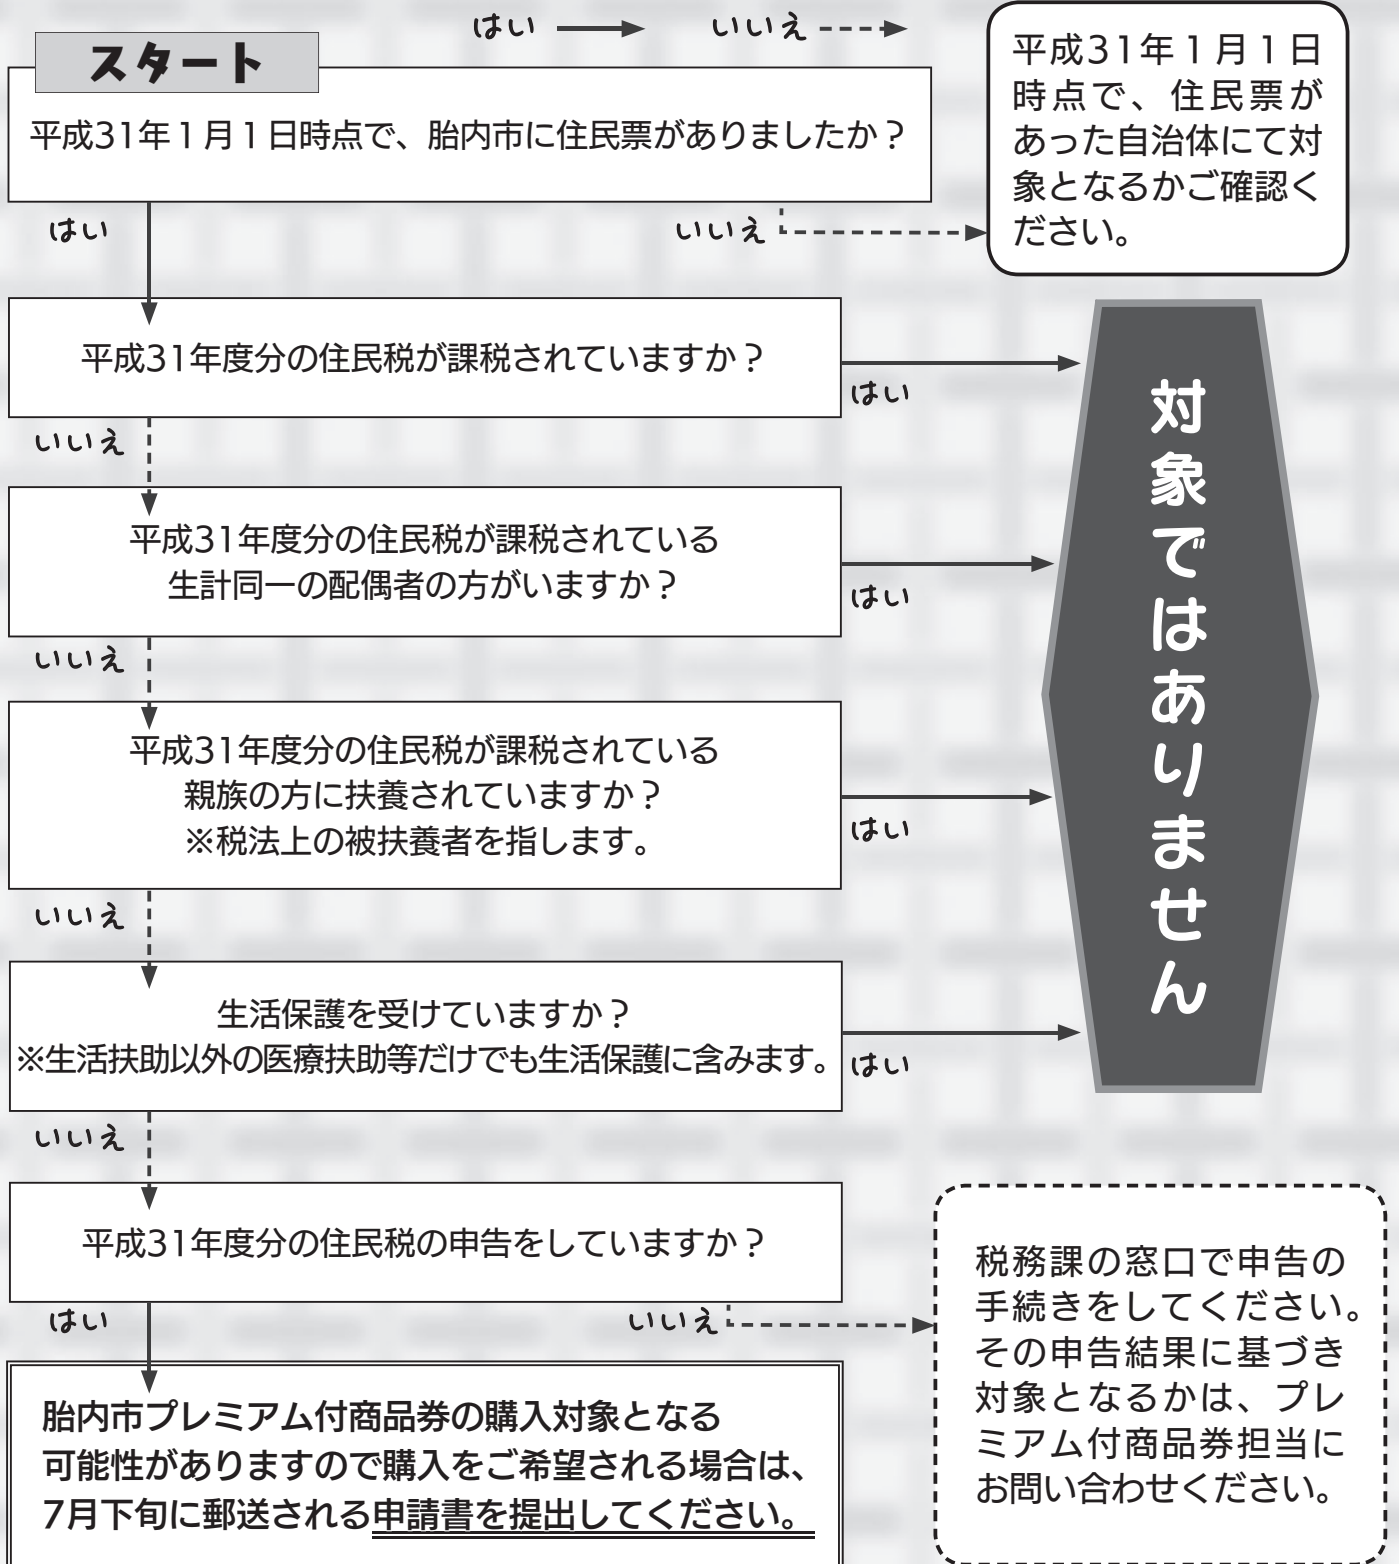 はい
いいえ
スタート
平成31年1月1日時点で、胎内市に住民票がありましたか？
はい
いいえ
平成31年1月1日
時点で、住民票が
あった自治体にて対
象となるかご確認く
ださい。
平成31年度分の住民税が課税されていますか？
はい
いいえ
平成31年度分の住民税が課税されている
生計同一の配偶者の方がいますか？
はい
いいえ
平成31年度分の住民税が課税されている
親族の方に扶養されていますか？
※税法上の被扶養者を指します。
はい
いいえ
生活保護を受けていますか？
※生活扶助以外の医療扶助等だけでも生活保護に含みます。
はい
いいえ
対象ではありません
平成31年度分の住民税の申告をしていますか？
はい
いいえ
税務課の窓口で申告の
手続きをしてください。
その申告結果に基づき
対象となるかは、プレ
ミアム付商品券担当に
お問い合わせください。
胎内市プレミアム付商品券の購入対象となる
可能性がありますので購入をご希望される場合は、
7月下旬に郵送される申請書を提出してください。